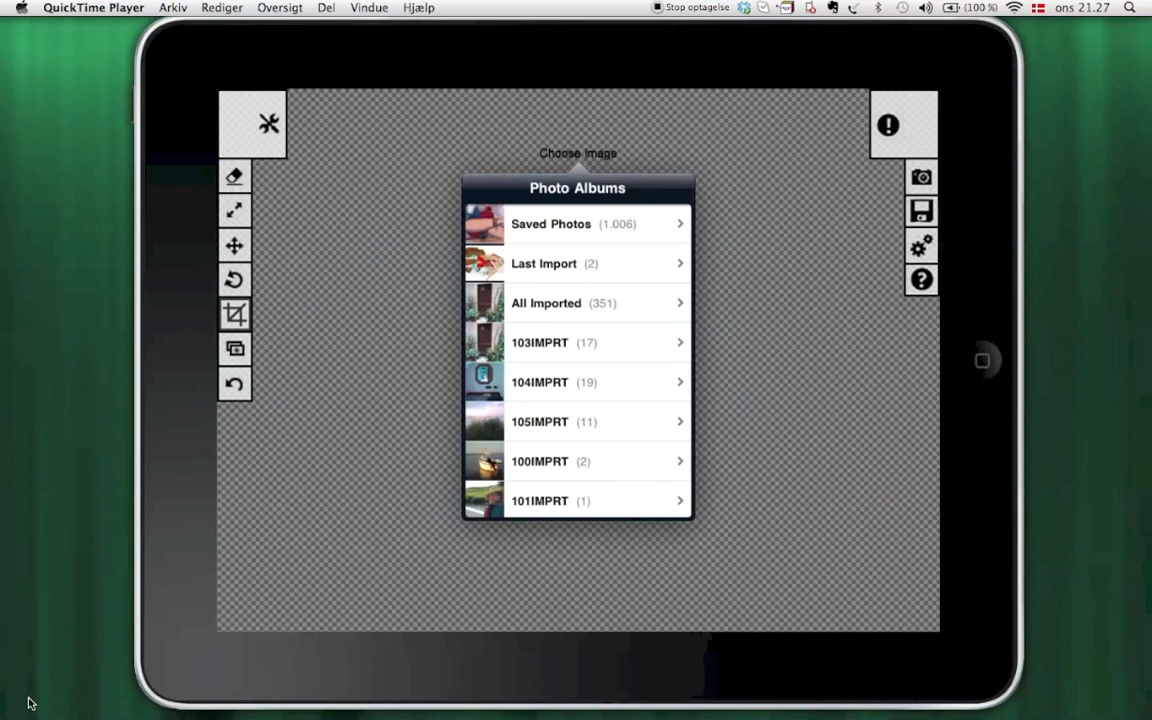 QuickTime Player Arkiv Rediger Oversigt Del Vindue Hjælp Stop optagelse (100 %) ons 21.27
Choose image
Photo Albums
Saved Photos (1.006)
Last Import (2)
All Imported (351)
103IMPRT (17)
104IMPRT (19)
105IMPRT (11)
100IMPRT (2)
101IMPRT (1)